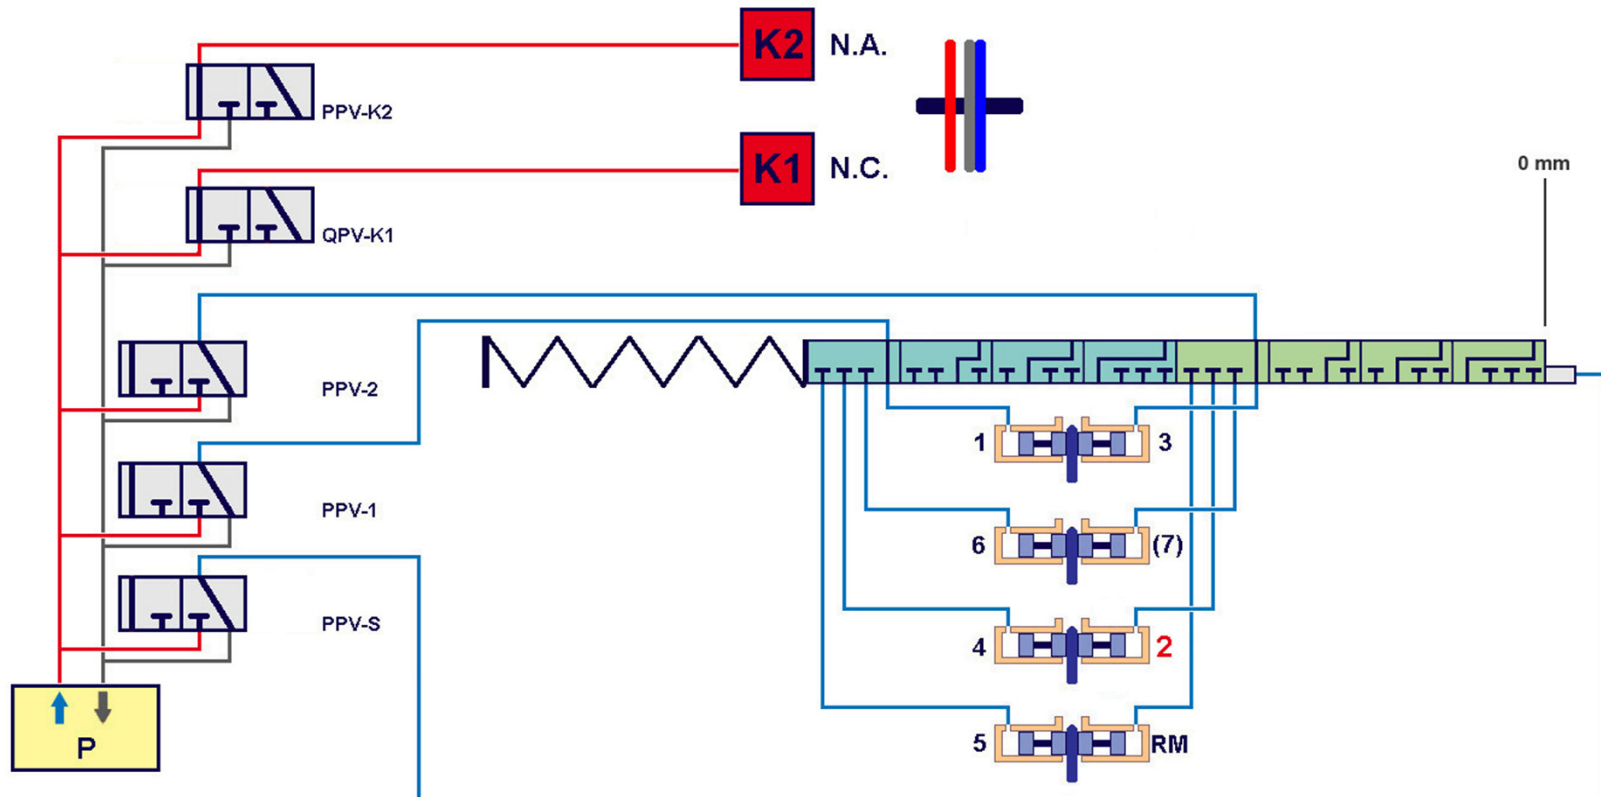 K2 N.A.
PPV-K2
K1 N.C.
0 mm
QPV-K1
PPV-2
1 3
PPV-1
6 (7)
PPV-S
4 2
P
5 RM